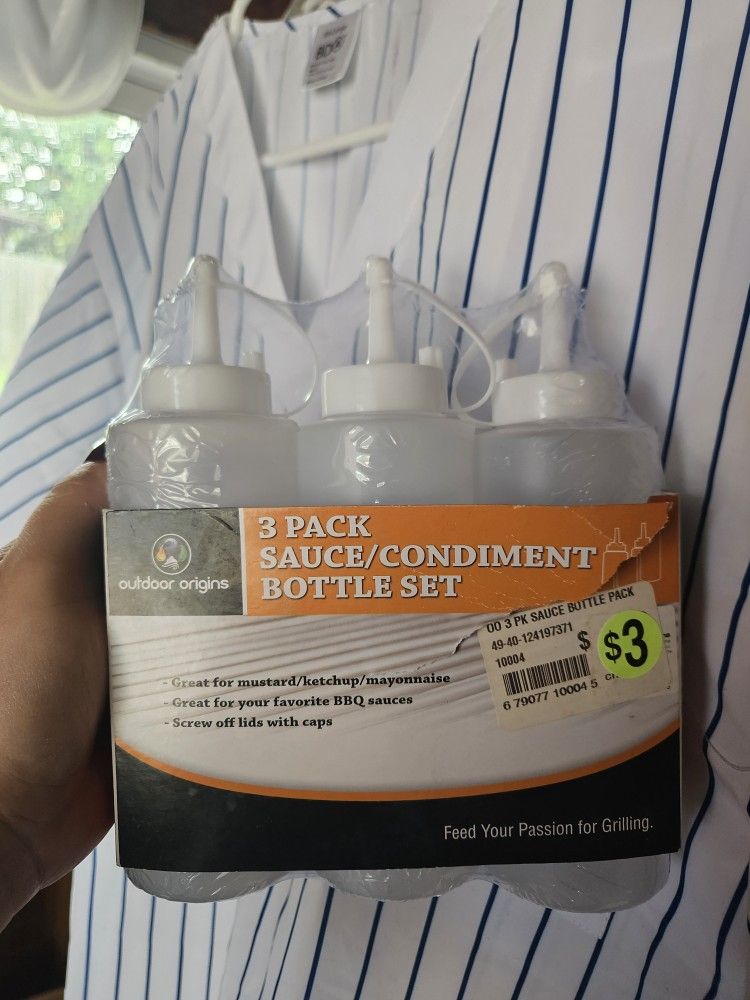 3 PACK
SAUCE/CONDIMENT
BOTTLE SET
outdoor origins
OO 3 PK SAUCE BOTTLE PACK
49-40-124197371
10004
$
$3
6 79077 10004 5
- Great for mustard/ketchup/mayonnaise
- Great for your favorite BBQ sauces
- Screw off lids with caps
Feed Your Passion for Grilling.